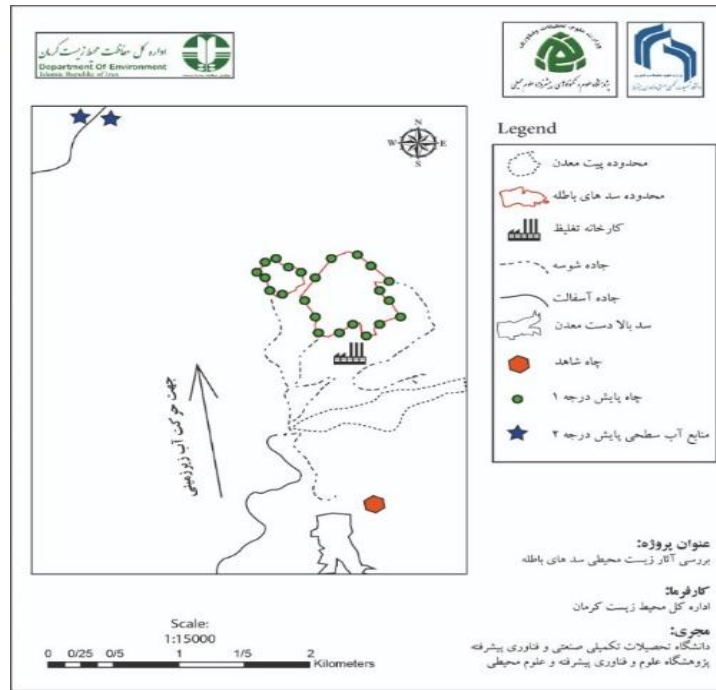 اداره کل حفاظت محیط زیست کرمان
Department Of Environment
Islamic Republic of Iran
وزارت علوم، تحقیقات و فناوری
Legend
N
W E
S
محدوده پیت معدن
محدوده سد های باطله
کارخانه تغلیظ
جاده شوسه
جاده آسفالت
سد بالا دست معدن
چاه شاهد
چاه پایش درجه ۱
منابع آب سطحی پایش درجه ۲
جهت حرکت آب زیرزمینی
عنوان پروژه:
بررسی آثار زیست محیطی سد های باطله
کارفرما:
اداره کل محیط زیست کرمان
مجری:
دانشگاه تحصیلات تکمیلی صنعتی و فناوری پیشرفته
پژوهشگاه علوم و فناوری پیشرفته و علوم محیطی
Scale:
1:15000
0 0/25 0/5 1 1/5 2
Kilometers